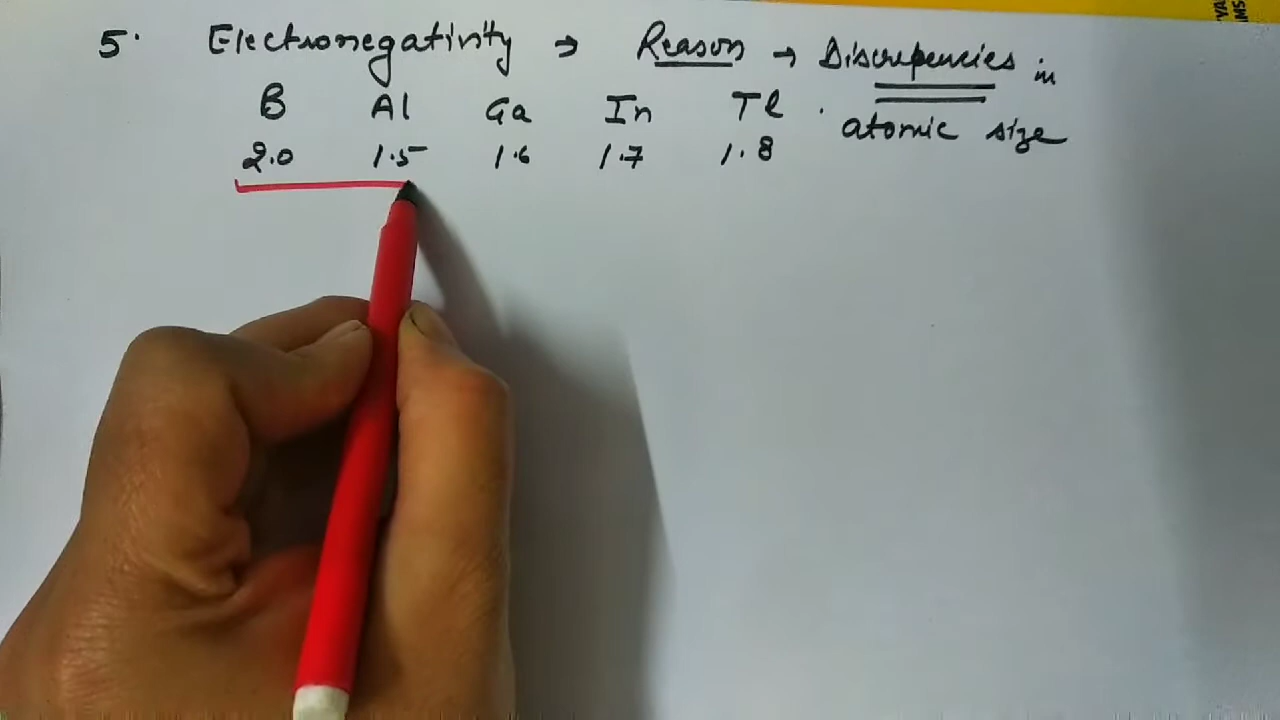 5. Electronegativity → Reason → Discrepencies in
atomic size
B Al Ga In Tl .
2.0 1.5 1.6 1.7 1.8